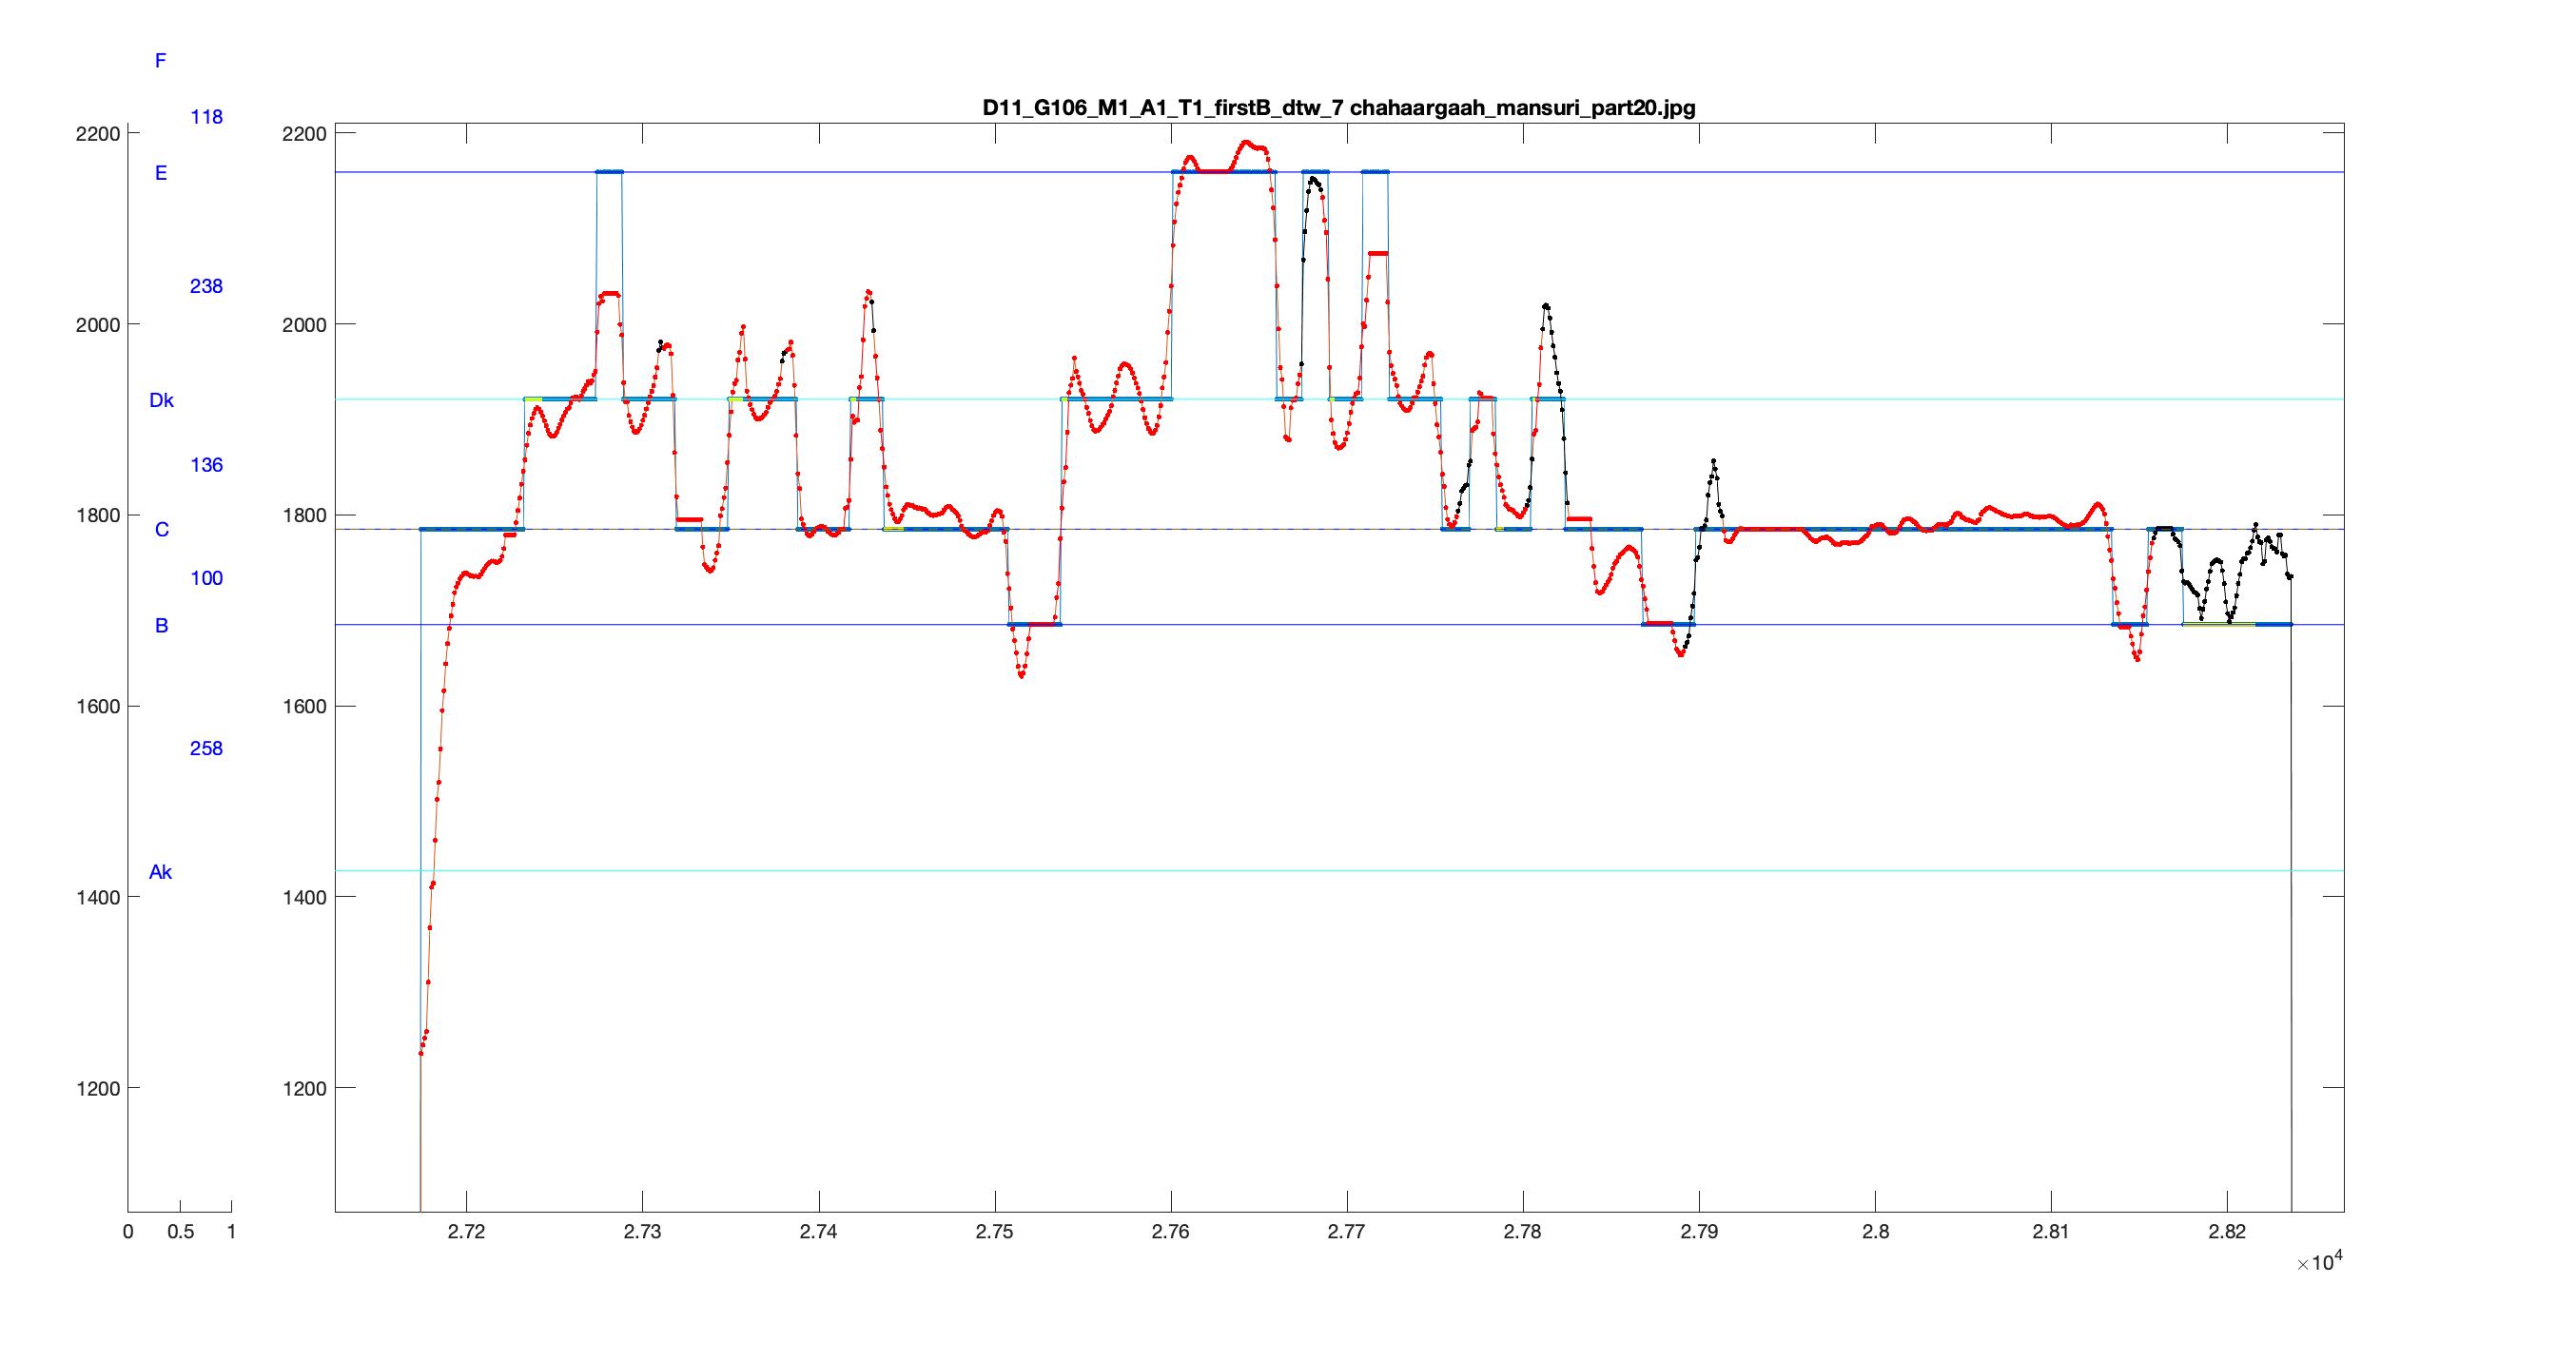 F
118
D11_G106_M1_A1_T1_firstB_dtw_7 chahaargaah_mansuri_part20.jpg
2200 2200
E
238
2000 2000
Dk
136
1800 1800
C
100
B
1600 1600
258
Ak
1400 1400
1200 1200
0 0.5 1 2.72 2.73 2.74 2.75 2.76 2.77 2.78 2.79 2.8 2.81 2.82
×10⁴